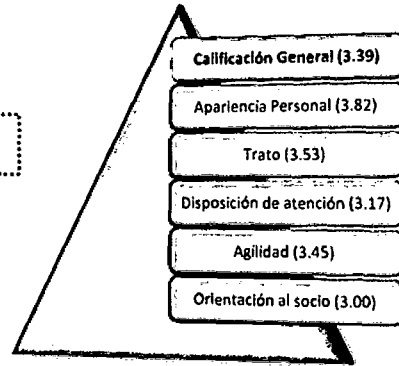 Calificación General (3.39)
Apariencia Personal (3.82)
Trato (3.53)
Disposición de atención (3.17)
Agilidad (3.45)
Orientación al socio (3.00)